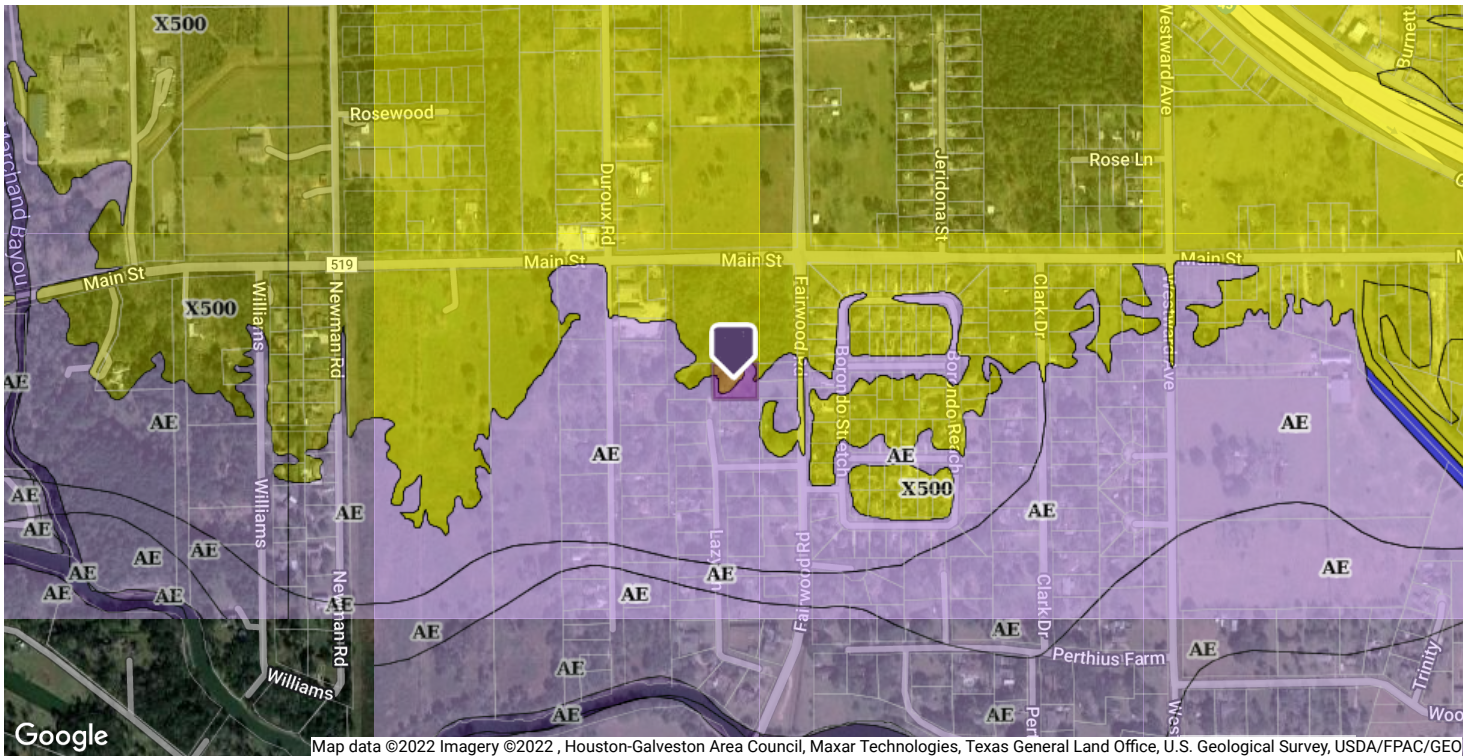 X500
45
Westward Ave
Burnett
Rosewood
Marchand Bayou
Duroux Rd
Jeridona St
Rose Ln
519
Main St
Main St
Main St
Main St
X500
Williams
Newman Rd
Fairwood Rd
Clark Dr
Westward Ave
Borondo Stretch
Borondo Reach
AE
AE
AE
AE
AE
X500
AE
AE
Williams
AE
AE
AE
Fairwood Rd
AE
AE
AE
AE
AE
AE
AE
AE
AE
Newman Rd
AE
Clark Dr
AE
AE
AE
Perthius Farm
Trinity
Williams
AE
AE
AE
Google
Map data ©2022 Imagery ©2022 , Houston-Galveston Area Council, Maxar Technologies, Texas General Land Office, U.S. Geological Survey, USDA/FPAC/GEO